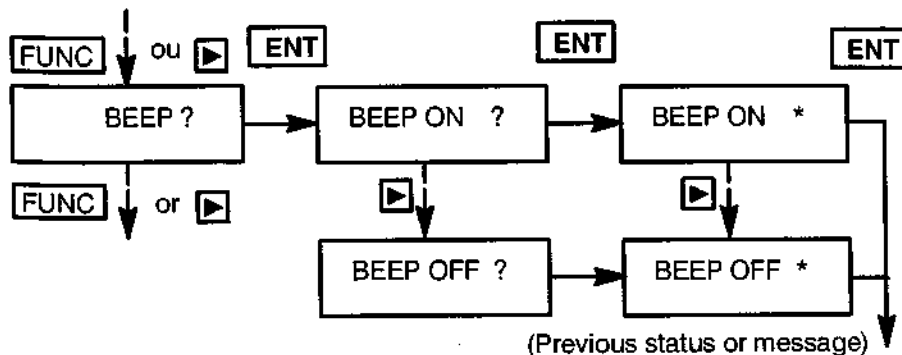 FUNC ou ▶ ENT ENT ENT
BEEP ? BEEP ON ? BEEP ON *
FUNC or ▶ ▶ ▶
BEEP OFF ? BEEP OFF *
(Previous status or message)